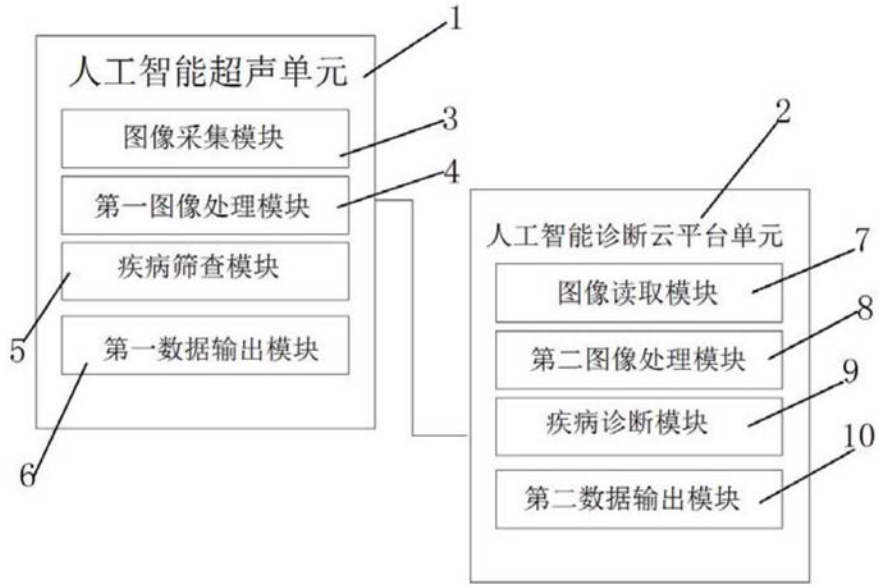 1
人工智能超声单元
图像采集模块
3
第一图像处理模块
4
疾病筛查模块
5
第一数据输出模块
6
2
人工智能诊断云平台单元
7
图像读取模块
8
第二图像处理模块
9
疾病诊断模块
10
第二数据输出模块